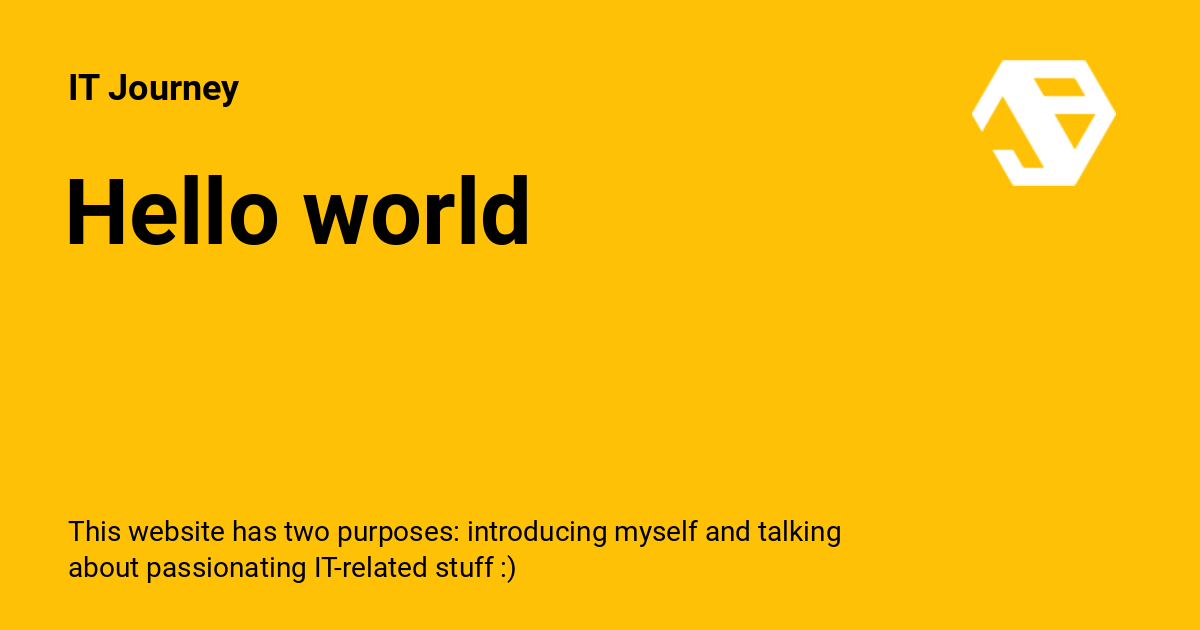 IT Journey
Hello world
This website has two purposes: introducing myself and talking
about passionating IT-related stuff :)